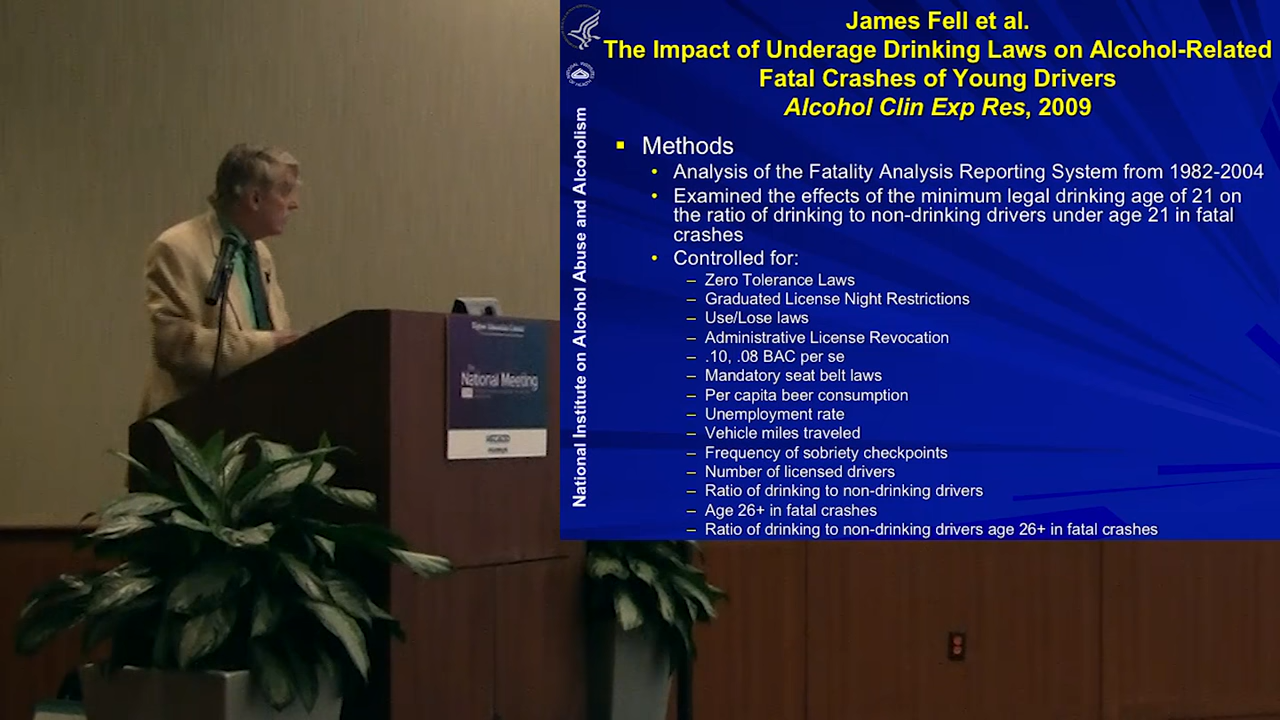 James Fell et al.
The Impact of Underage Drinking Laws on Alcohol-Related
Fatal Crashes of Young Drivers
Alcohol Clin Exp Res, 2009
National Institute on Alcohol Abuse and Alcoholism
▪ Methods
• Analysis of the Fatality Analysis Reporting System from 1982-2004
• Examined the effects of the minimum legal drinking age of 21 on
the ratio of drinking to non-drinking drivers under age 21 in fatal
crashes
• Controlled for:
– Zero Tolerance Laws
– Graduated License Night Restrictions
– Use/Lose laws
– Administrative License Revocation
– .10, .08 BAC per se
– Mandatory seat belt laws
– Per capita beer consumption
– Unemployment rate
– Vehicle miles traveled
– Frequency of sobriety checkpoints
– Number of licensed drivers
– Ratio of drinking to non-drinking drivers
– Age 26+ in fatal crashes
– Ratio of drinking to non-drinking drivers age 26+ in fatal crashes
National Meeting